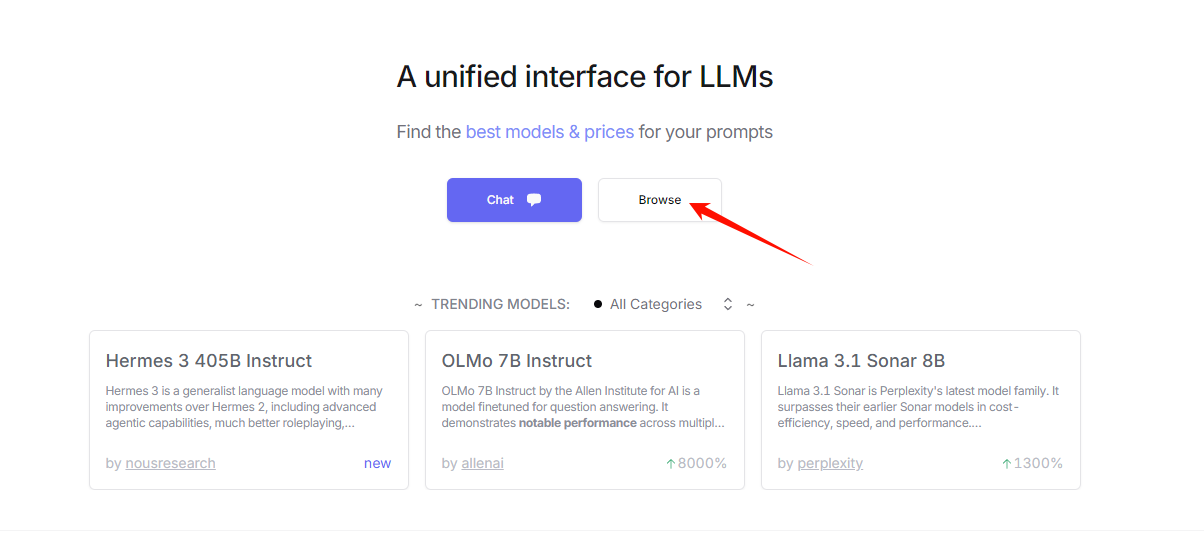 A unified interface for LLMs
Find the best models & prices for your prompts
Chat
Browse
~ TRENDING MODELS: All Categories ~
Hermes 3 405B Instruct
Hermes 3 is a generalist language model with many
improvements over Hermes 2, including advanced
agentic capabilities, much better roleplaying,...
by nousresearch
new
OLMo 7B Instruct
OLMo 7B Instruct by the Allen Institute for AI is a
model finetuned for question answering. It
demonstrates notable performance across multipl...
by allenai
↑8000%
Llama 3.1 Sonar 8B
Llama 3.1 Sonar is Perplexity's latest model family. It
surpasses their earlier Sonar models in cost-
efficiency, speed, and performance....
by perplexity
↑1300%